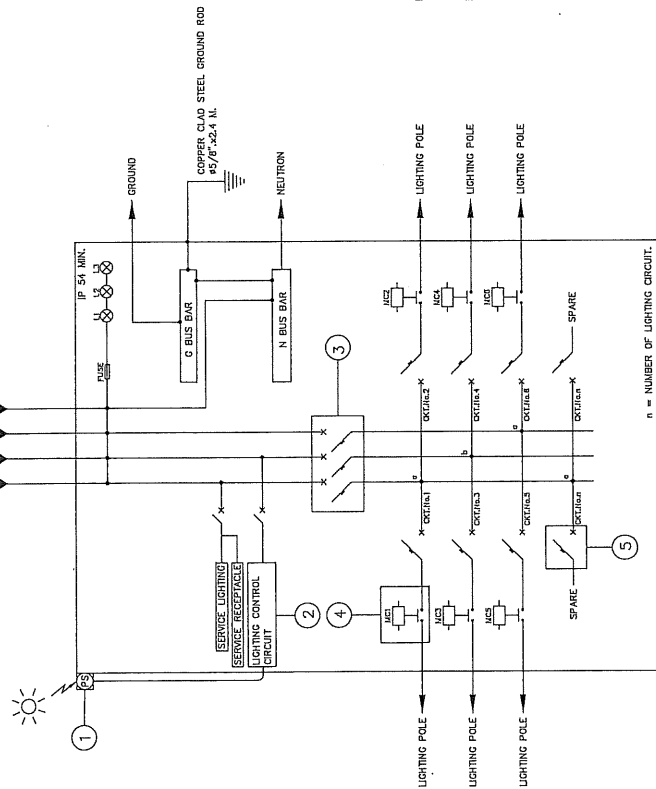 IP 54 MIN.
L1
L2
L3
FUSE
GROUND
COPPER CLAD STEEL GROUND ROD
ø5/8".x2.4 M.
G BUS BAR
N BUS BAR
NEUTRON
PS
1
SERVICE LIGHTING
SERVICE RECEPTACLE
LIGHTING CONTROL
CIRCUIT
2
3
4
MC1
MC2
LIGHTING POLE
CKT.No.1
a
CKT.No.2
LIGHTING POLE
MC3
MC4
LIGHTING POLE
CKT.No.3
b
CKT.No.4
LIGHTING POLE
MC5
MC6
LIGHTING POLE
CKT.No.5
CKT.No.6
LIGHTING POLE
SPARE
CKT.No.n
CKT.No.n
SPARE
5
n = NUMBER OF LIGHTING CIRCUIT.